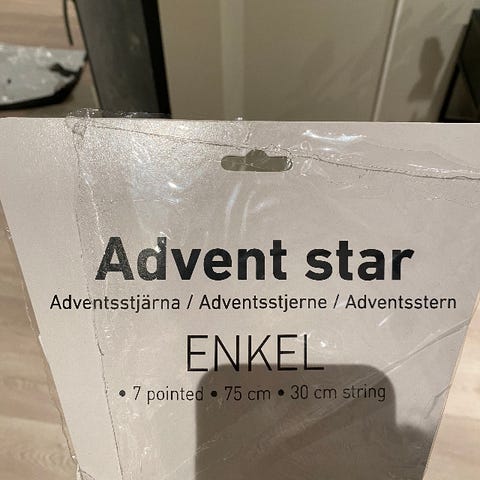 Advent star
Adventsstjärna / Adventsstjerne / Adventsstern
ENKEL
• 7 pointed • 75 cm • 30 cm string